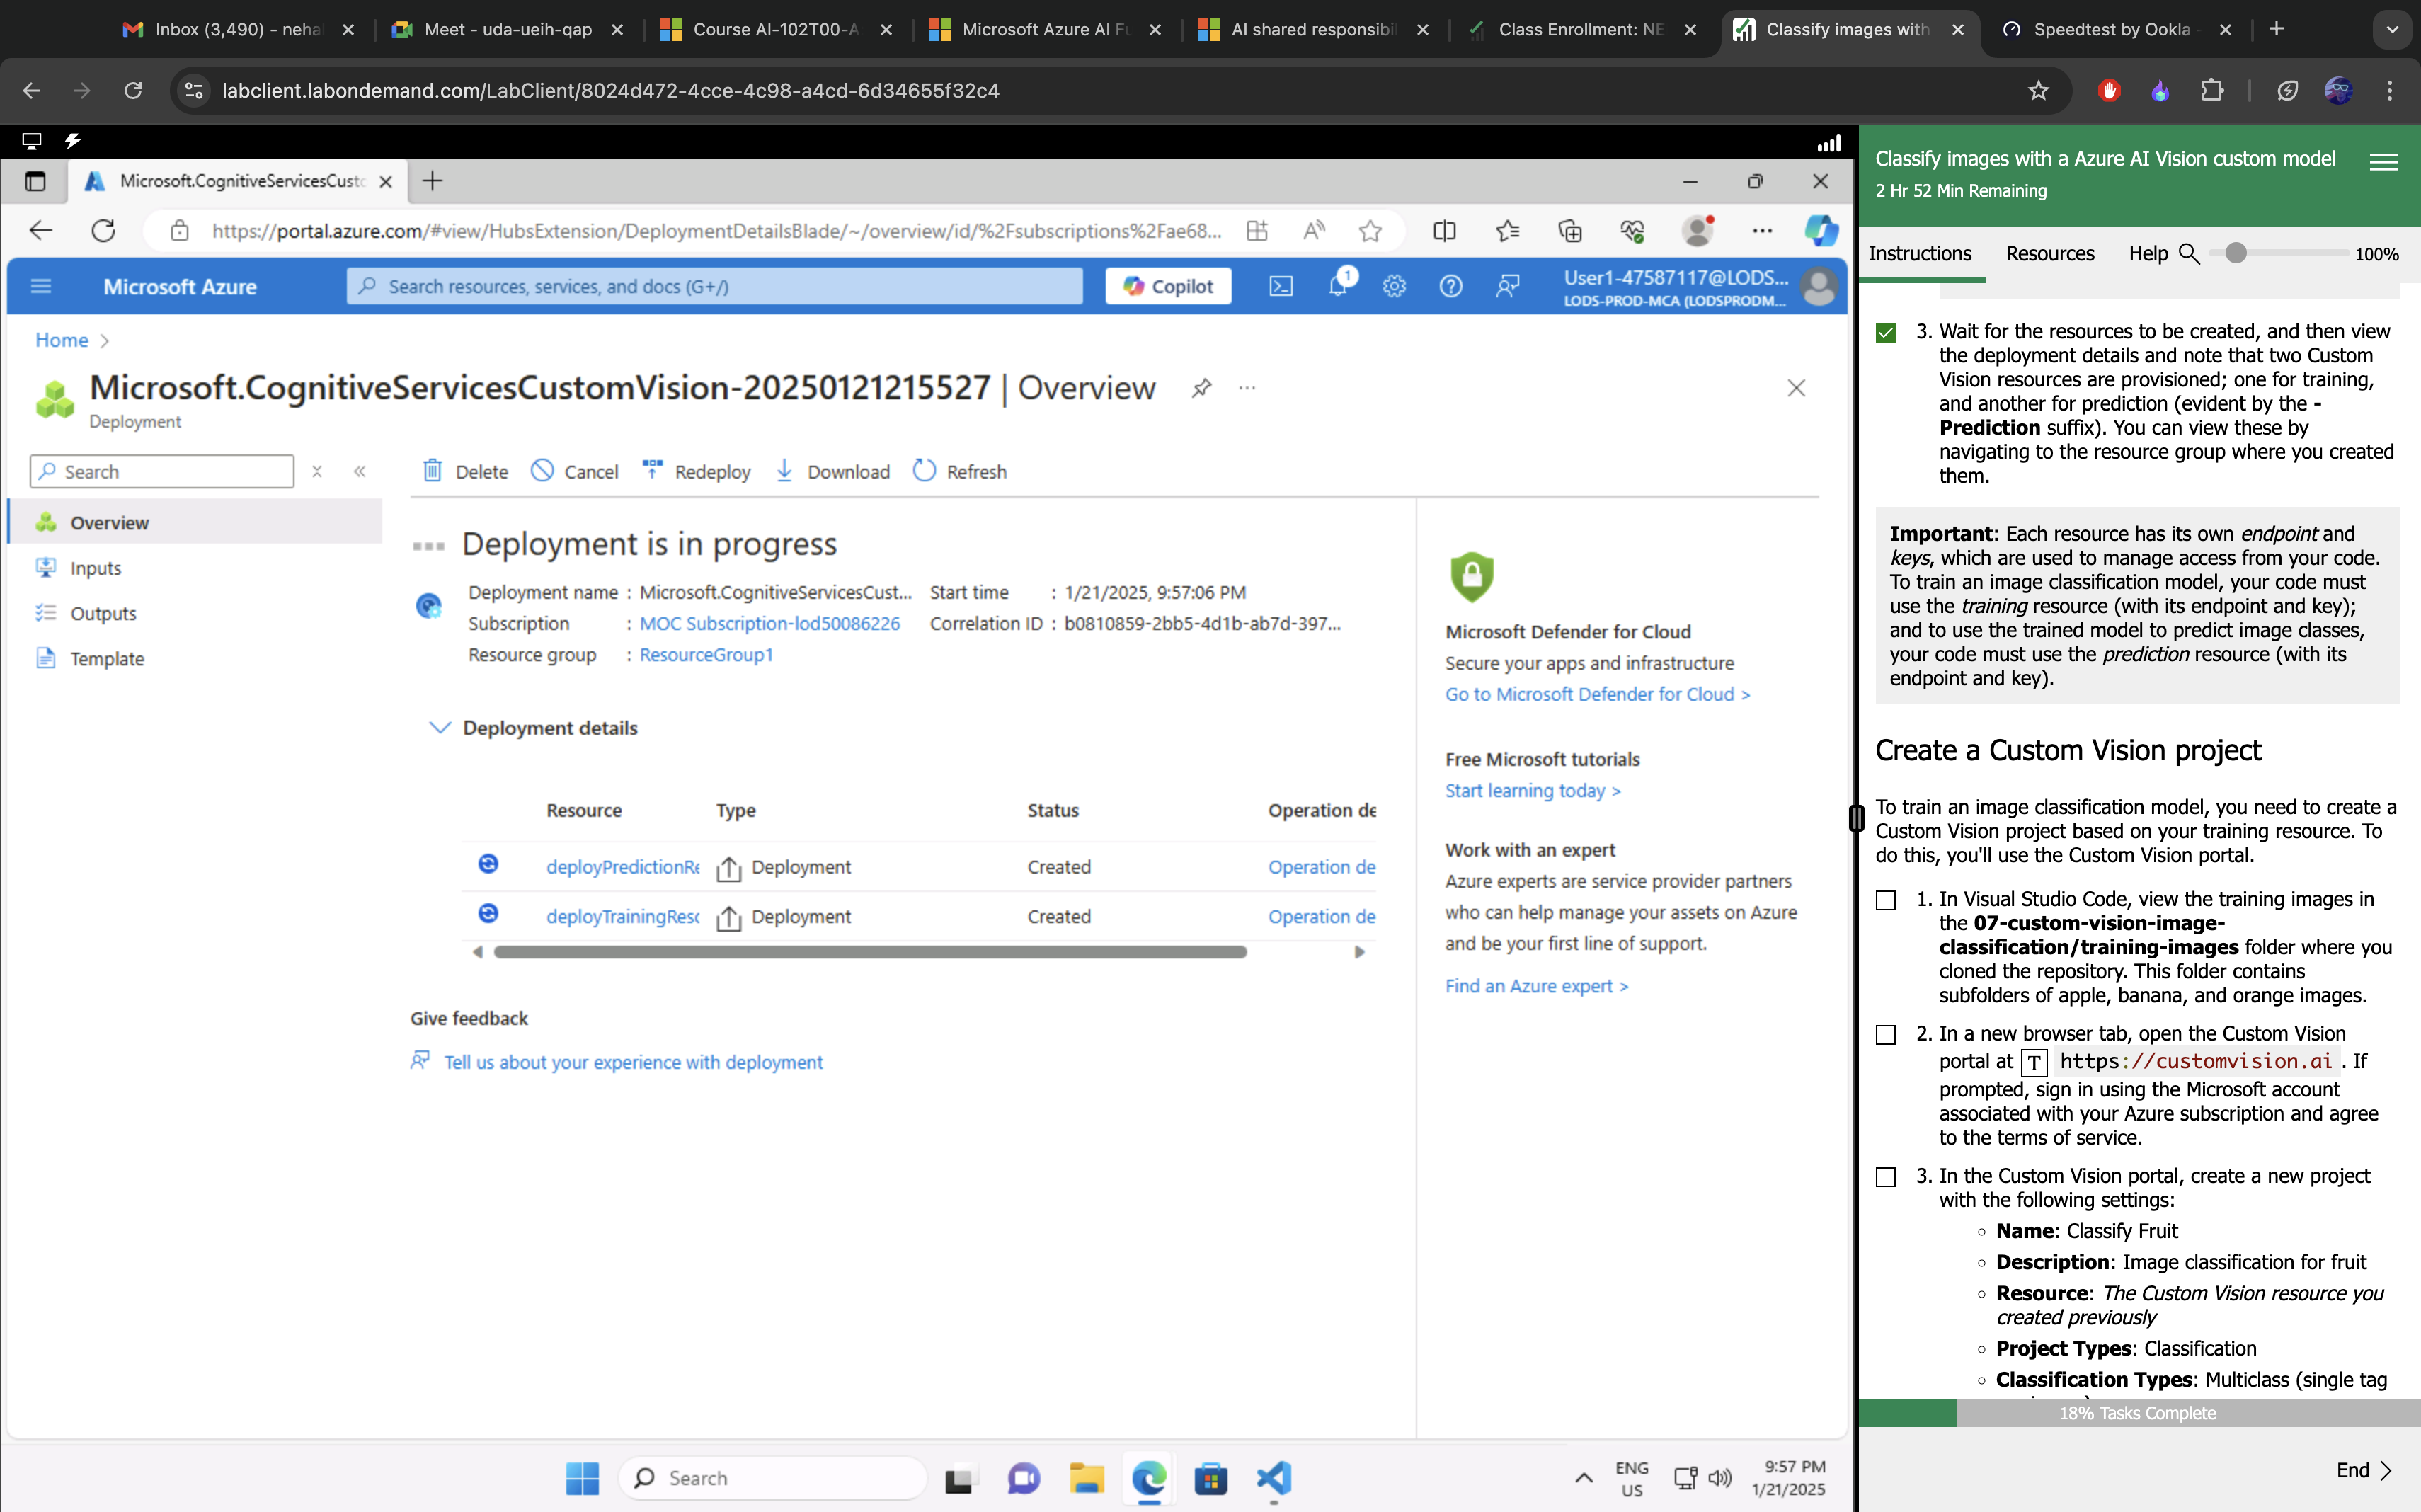 Inbox (3,490) - neha
Meet - uda-ueih-qap
Course AI-102T00-A
Microsoft Azure AI Fu
AI shared responsibil
Class Enrollment: NE
Classify images with
Speedtest by Ookla -
labclient.labondemand.com/LabClient/8024d472-4cce-4c98-a4cd-6d34655f32c4
Microsoft.CognitiveServicesCusto
https://portal.azure.com/#view/HubsExtension/DeploymentDetailsBlade/~/overview/id/%2Fsubscriptions%2Fae68...
Microsoft Azure
Search resources, services, and docs (G+/)
Copilot
1
User1-47587117@LODS...
LODS-PROD-MCA (LODSPRODM...
Home >
Microsoft.CognitiveServicesCustomVision-20250121215527 | Overview
Deployment
Search
Delete Cancel Redeploy Download Refresh
Overview
Inputs
Outputs
Template
Deployment is in progress
Deployment name : Microsoft.CognitiveServicesCust... Start time : 1/21/2025, 9:57:06 PM
Subscription : MOC Subscription-lod50086226 Correlation ID : b0810859-2bb5-4d1b-ab7d-397...
Resource group : ResourceGroup1
Deployment details
Resource Type Status Operation de
deployPredictionRe Deployment Created Operation de
deployTrainingReso Deployment Created Operation de
Give feedback
Tell us about your experience with deployment
Microsoft Defender for Cloud
Secure your apps and infrastructure
Go to Microsoft Defender for Cloud >
Free Microsoft tutorials
Start learning today >
Work with an expert
Azure experts are service provider partners
who can help manage your assets on Azure
and be your first line of support.
Find an Azure expert >
Search
ENG
US
9:57 PM
1/21/2025
Classify images with a Azure AI Vision custom model
2 Hr 52 Min Remaining
Instructions Resources Help 100%
3. Wait for the resources to be created, and then view
the deployment details and note that two Custom
Vision resources are provisioned; one for training,
and another for prediction (evident by the -
Prediction suffix). You can view these by
navigating to the resource group where you created
them.
Important: Each resource has its own endpoint and
keys, which are used to manage access from your code.
To train an image classification model, your code must
use the training resource (with its endpoint and key);
and to use the trained model to predict image classes,
your code must use the prediction resource (with its
endpoint and key).
Create a Custom Vision project
To train an image classification model, you need to create a
Custom Vision project based on your training resource. To
do this, you'll use the Custom Vision portal.
1. In Visual Studio Code, view the training images in
the 07-custom-vision-image-
classification/training-images folder where you
cloned the repository. This folder contains
subfolders of apple, banana, and orange images.
2. In a new browser tab, open the Custom Vision
portal at T https://customvision.ai . If
prompted, sign in using the Microsoft account
associated with your Azure subscription and agree
to the terms of service.
3. In the Custom Vision portal, create a new project
with the following settings:
Name: Classify Fruit
Description: Image classification for fruit
Resource: The Custom Vision resource you
created previously
Project Types: Classification
Classification Types: Multiclass (single tag
18% Tasks Complete
End >